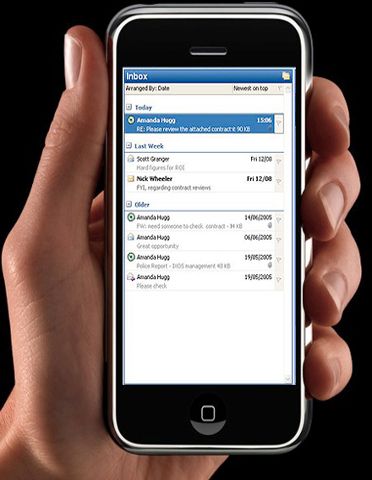 Inbox
Arranged By: Date Newest on top
Today
Amanda Hugg 15:06
RE: Please review the attached contract 90 KB
Last Week
Scott Granger Fri 12/08
Hard figures for ROI
Nick Wheeler Fri 12/08
FYI, regarding contract reviews
Older
Amanda Hugg 14/06/2005
FW: need someone to check contract - 94 KB
Amanda Hugg 06/06/2005
Great opportunity
Amanda Hugg 19/05/2005
Police Report - management 48 KB
Amanda Hugg 19/05/2005
Please check